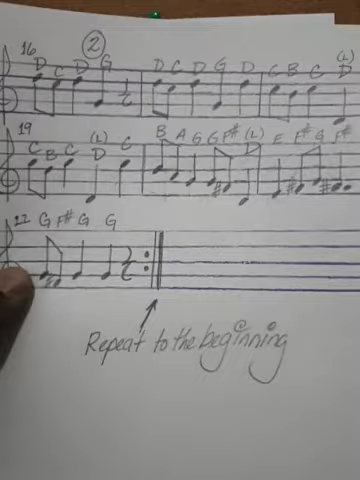 16 2
D C D G D C D G D C B C (L) D
19
C B C (L) D C B A G G F# (L) D E F# G F#
22 G F# G G
Repeat to the beginning